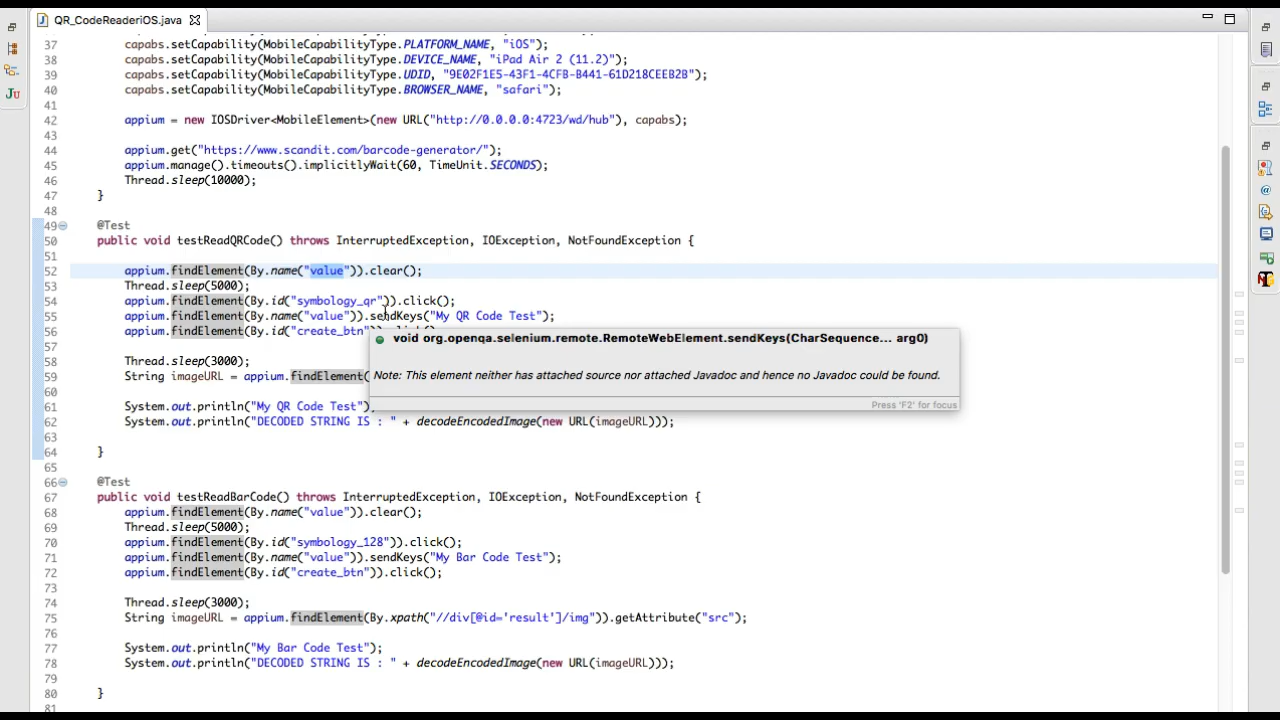 QR_CodeReaderiOS.java
37 capabs.setCapability(MobileCapabilityType.PLATFORM_NAME, "iOS");
38 capabs.setCapability(MobileCapabilityType.DEVICE_NAME, "iPad Air 2 (11.2)");
39 capabs.setCapability(MobileCapabilityType.UDID, "9E02F1E5-43F1-4CFB-B441-61D218CEEB2B");
40 capabs.setCapability(MobileCapabilityType.BROWSER_NAME, "safari");
41
42 appium = new IOSDriver<MobileElement>(new URL("http://0.0.0.0:4723/wd/hub"), capabs);
43
44 appium.get("https://www.scandit.com/barcode-generator/");
45 appium.manage().timeouts().implicitlyWait(60, TimeUnit.SECONDS);
46 Thread.sleep(10000);
47 }
48
49 @Test
50 public void testReadQRCode() throws InterruptedException, IOException, NotFoundException {
51
52 appium.findElement(By.name("value")).clear();
53 Thread.sleep(5000);
54 appium.findElement(By.id("symbology_qr")).click();
55 appium.findElement(By.name("value")).sendKeys("My QR Code Test");
56 appium.findElement(By.id("create_btn")).click();
57
void org.openqa.selenium.remote.RemoteWebElement.sendKeys(CharSequence... arg0)
58 Thread.sleep(3000);
59 String imageURL = appium.findElement(
Note: This element neither has attached source nor attached Javadoc and hence no Javadoc could be found.
60
Press 'F2' for focus
61 System.out.println("My QR Code Test");
62 System.out.println("DECODED STRING IS : " + decodeEncodedImage(new URL(imageURL)));
63
64 }
65
66 @Test
67 public void testReadBarCode() throws InterruptedException, IOException, NotFoundException {
68 appium.findElement(By.name("value")).clear();
69 Thread.sleep(5000);
70 appium.findElement(By.id("symbology_128")).click();
71 appium.findElement(By.name("value")).sendKeys("My Bar Code Test");
72 appium.findElement(By.id("create_btn")).click();
73
74 Thread.sleep(3000);
75 String imageURL = appium.findElement(By.xpath("//div[@id='result']/img")).getAttribute("src");
76
77 System.out.println("My Bar Code Test");
78 System.out.println("DECODED STRING IS : " + decodeEncodedImage(new URL(imageURL)));
79
80 }
81